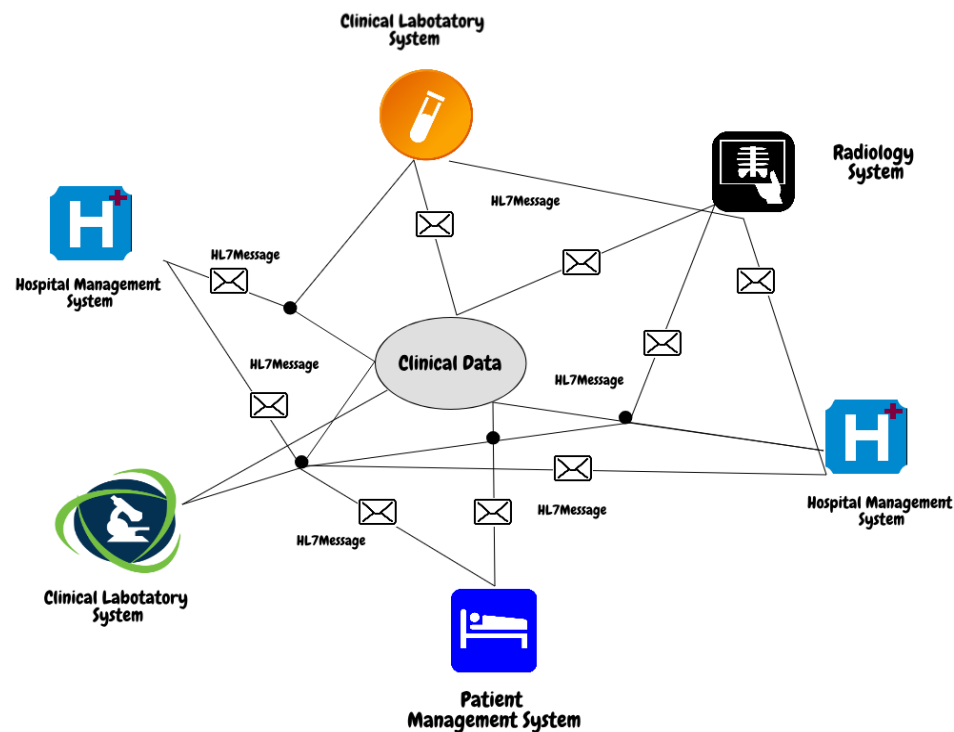 Clinical Labotatory
System
Radiology
System
HL7Message
H
Hospital Management
System
HL7Message
HL7Message
Clinical Data
HL7Message
H
Hospital Management
System
HL7Message
HL7Message
Clinical Labotatory
System
Patient
Management System